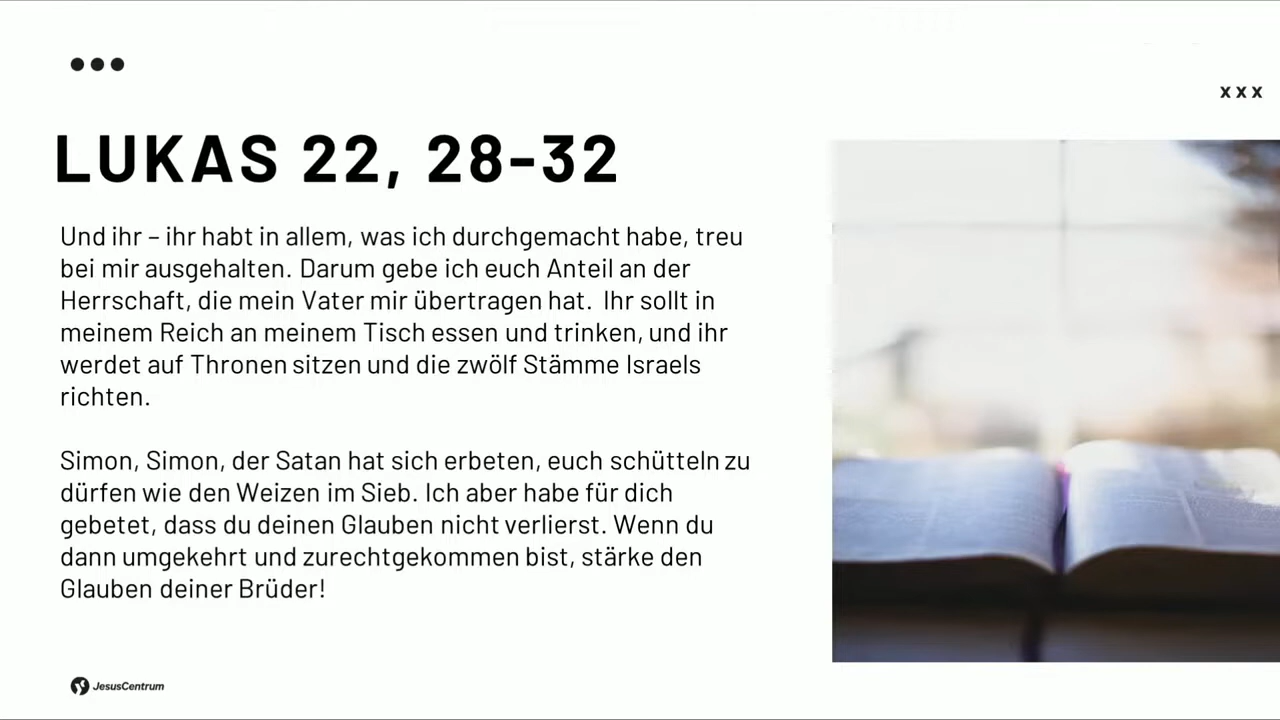 x x x
LUKAS 22, 28-32
Und ihr – ihr habt in allem, was ich durchgemacht habe, treu
bei mir ausgehalten. Darum gebe ich euch Anteil an der
Herrschaft, die mein Vater mir übertragen hat. Ihr sollt in
meinem Reich an meinem Tisch essen und trinken, und ihr
werdet auf Thronen sitzen und die zwölf Stämme Israels
richten.
Simon, Simon, der Satan hat sich erbeten, euch schütteln zu
dürfen wie den Weizen im Sieb. Ich aber habe für dich
gebetet, dass du deinen Glauben nicht verlierst. Wenn du
dann umgekehrt und zurechtgekommen bist, stärke den
Glauben deiner Brüder!
JesusCentrum